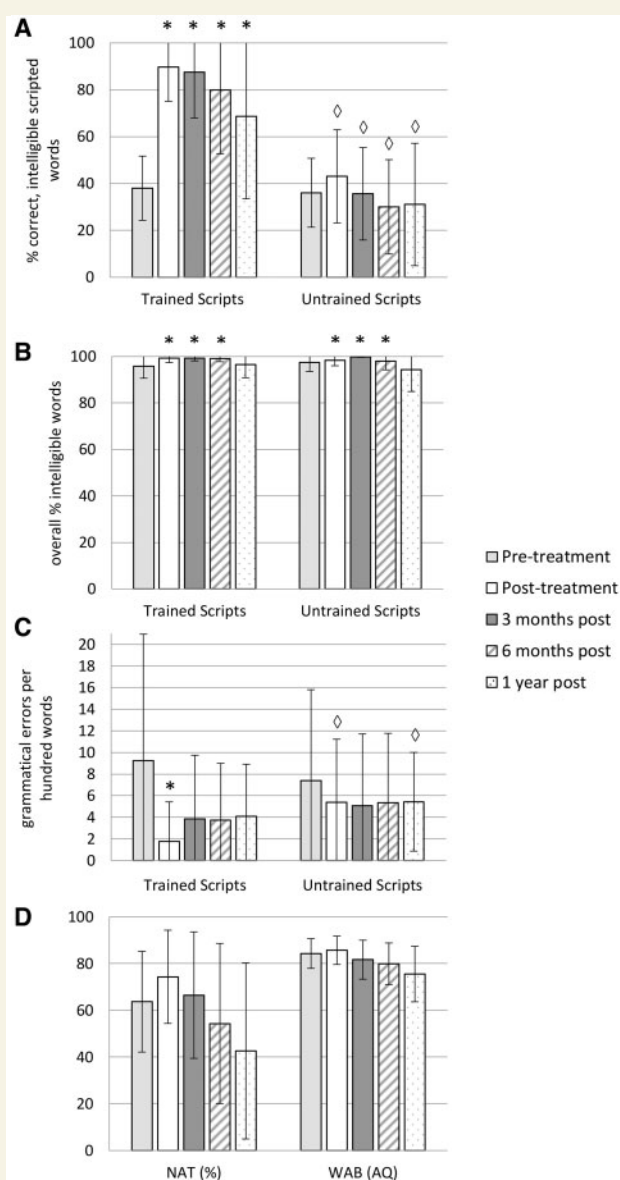 A
* * * *
◊ ◊ ◊ ◊
100
80
60
40
20
0
% correct, intelligible scripted
words
Trained Scripts Untrained Scripts
B
* * * * * *
100
80
60
40
20
0
overall % intelligible words
Trained Scripts Untrained Scripts
Pre-treatment
Post-treatment
3 months post
6 months post
1 year post
C
20
18
16
14
12
10
8
6
4
2
0
grammatical errors per
hundred words
*
◊ ◊
Trained Scripts Untrained Scripts
D
100
80
60
40
20
0
NAT (%) WAB (AQ)